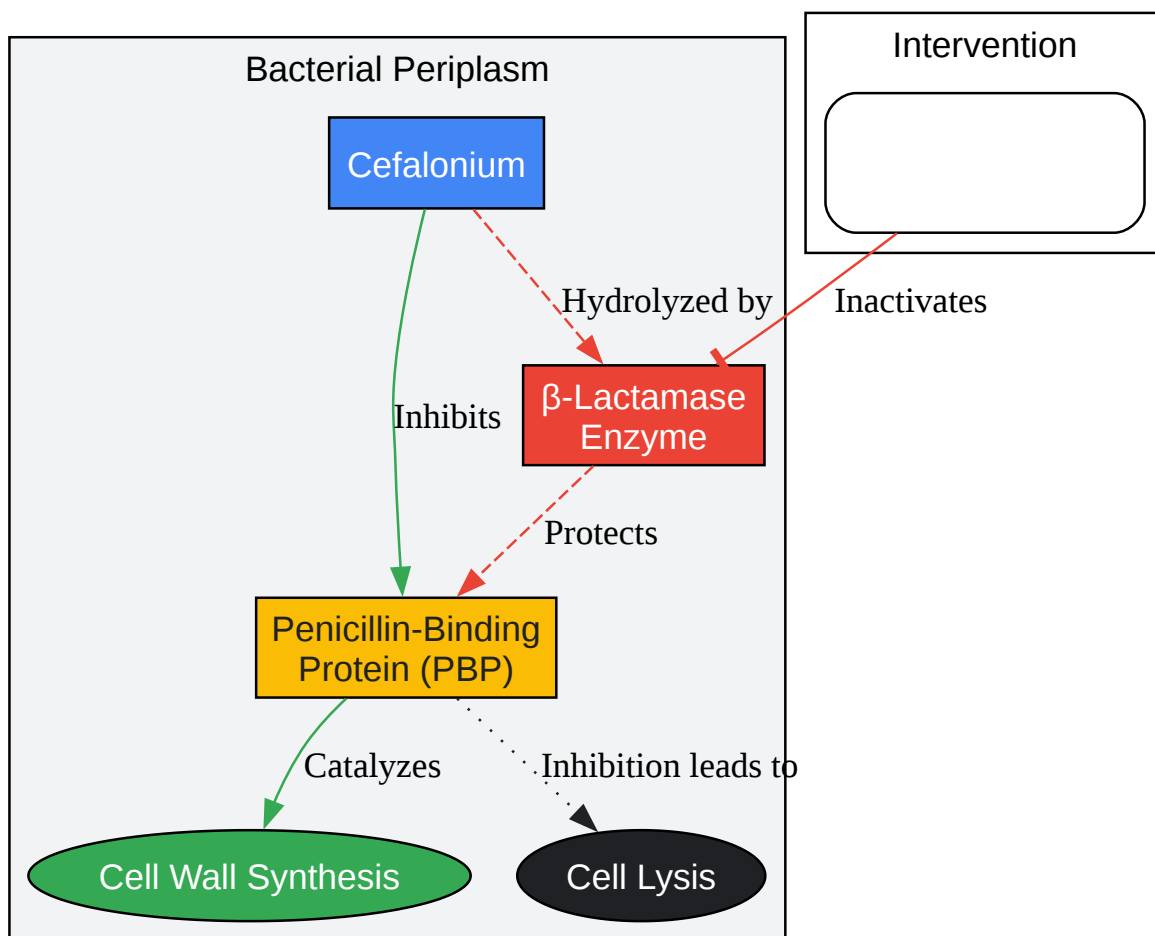 Intervention
Bacterial Periplasm
Cefalonium
Hydrolyzed by
Inactivates
β-Lactamase
Enzyme
Inhibits
Protects
Penicillin-Binding
Protein (PBP)
Catalyzes
Inhibition leads to
Cell Wall Synthesis
Cell Lysis